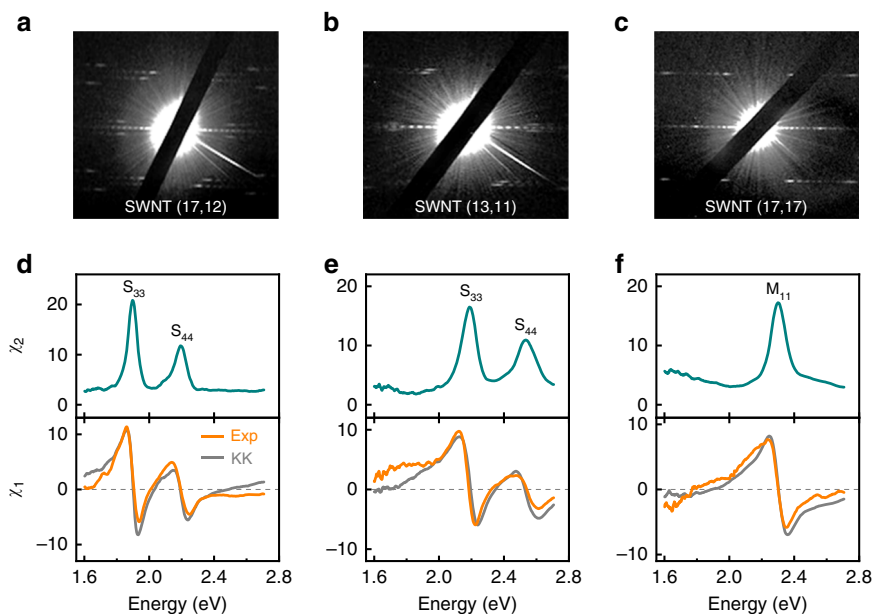 a
b
c
SWNT (17,12)
SWNT (13,11)
SWNT (17,17)
d
e
f
S₃₃
S₄₄
S₃₃
S₄₄
M₁₁
χ₂
20
10
0
20
10
0
20
10
0
Exp
KK
χ₁
10
0
−10
10
0
−10
10
0
−10
1.6 2.0 2.4 2.8
1.6 2.0 2.4 2.8
1.6 2.0 2.4 2.8
Energy (eV)
Energy (eV)
Energy (eV)